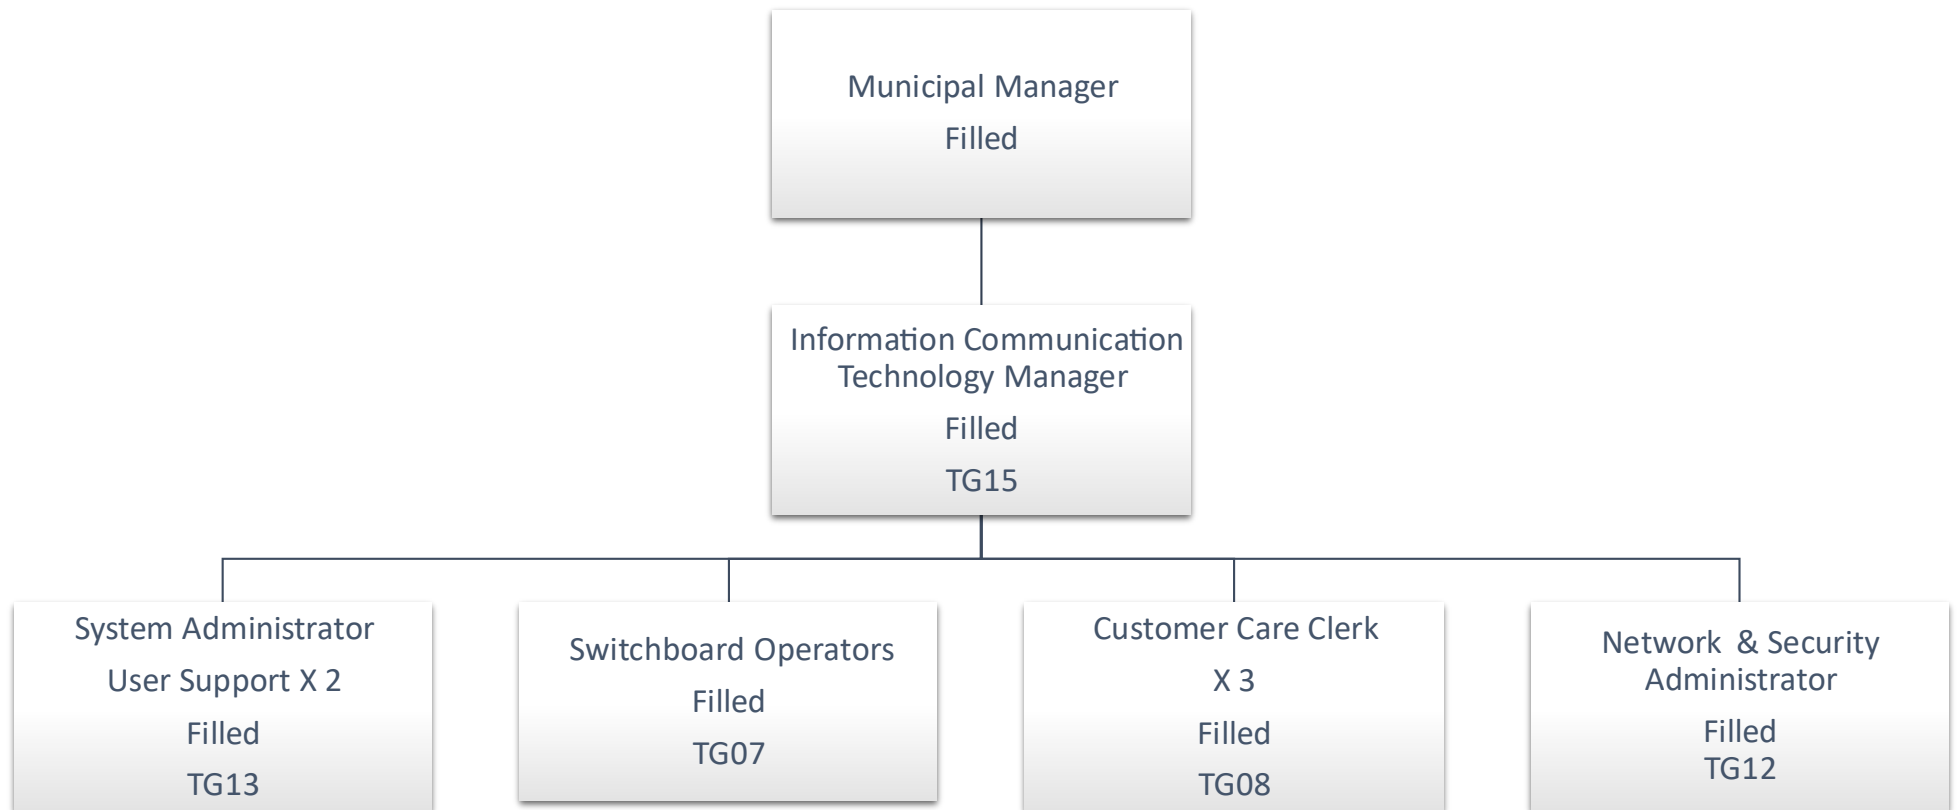 Municipal Manager
Filled
Information Communication
Technology Manager
Filled
TG15
System Administrator
User Support X 2
Filled
TG13
Switchboard Operators
Filled
TG07
Customer Care Clerk
X 3
Filled
TG08
Network & Security
Administrator
Filled
TG12